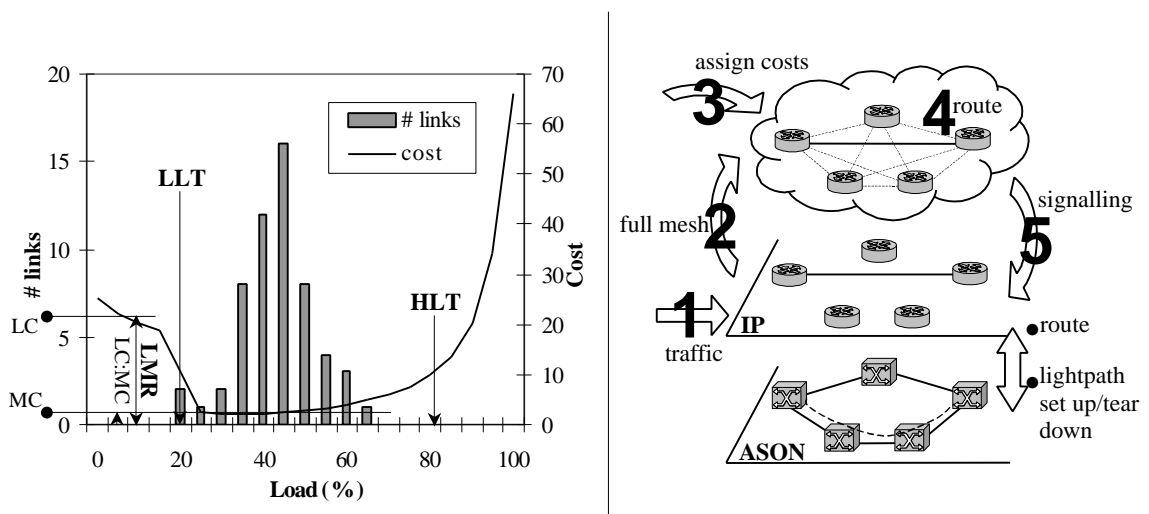 20
15
10
5
0
# links
LC
MC
70
60
50
40
30
20
10
0
Cost
# links
cost
LLT
HLT
LMR
LC:MC
0
20
40
60
80
100
Load (%)
assign costs
3
4
route
full mesh
2
signalling
5
1
traffic
IP
route
lightpath
set up/tear
down
ASON